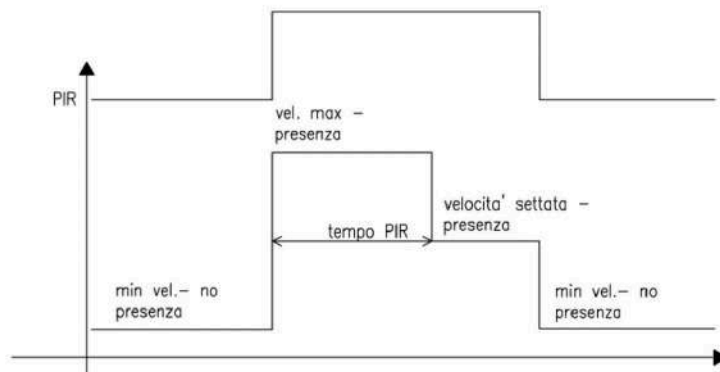 PIR
vel. max –
presenza
velocita' settata –
presenza
tempo PIR
min vel.– no
presenza
min vel.– no
presenza